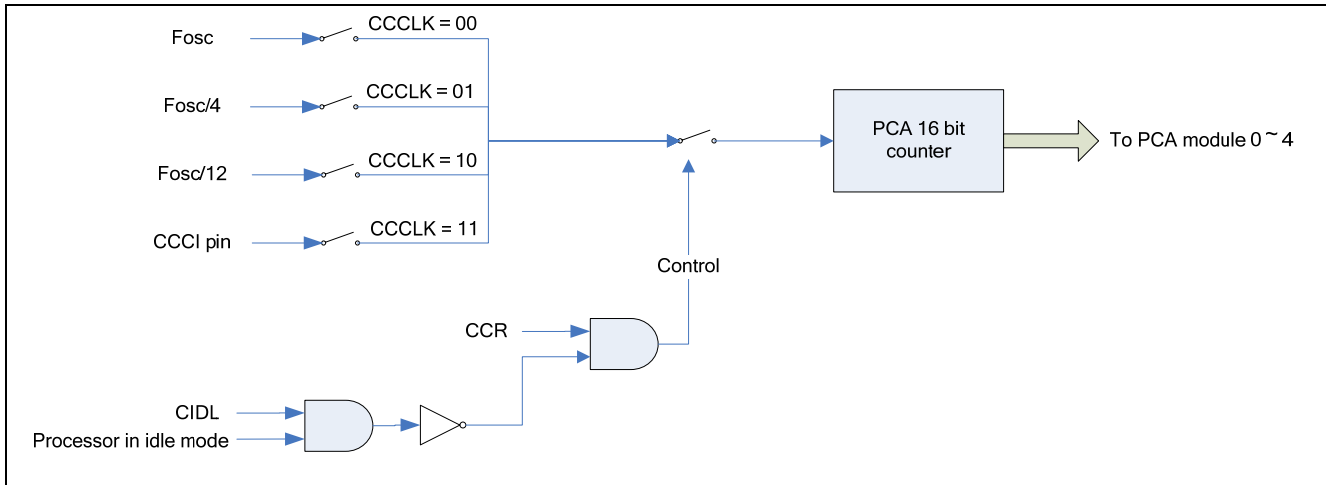 Fosc
CCCLK = 00
Fosc/4
CCCLK = 01
PCA 16 bit
counter
To PCA module 0 ~ 4
Fosc/12
CCCLK = 10
CCCI pin
CCCLK = 11
Control
CCR
CIDL
Processor in idle mode